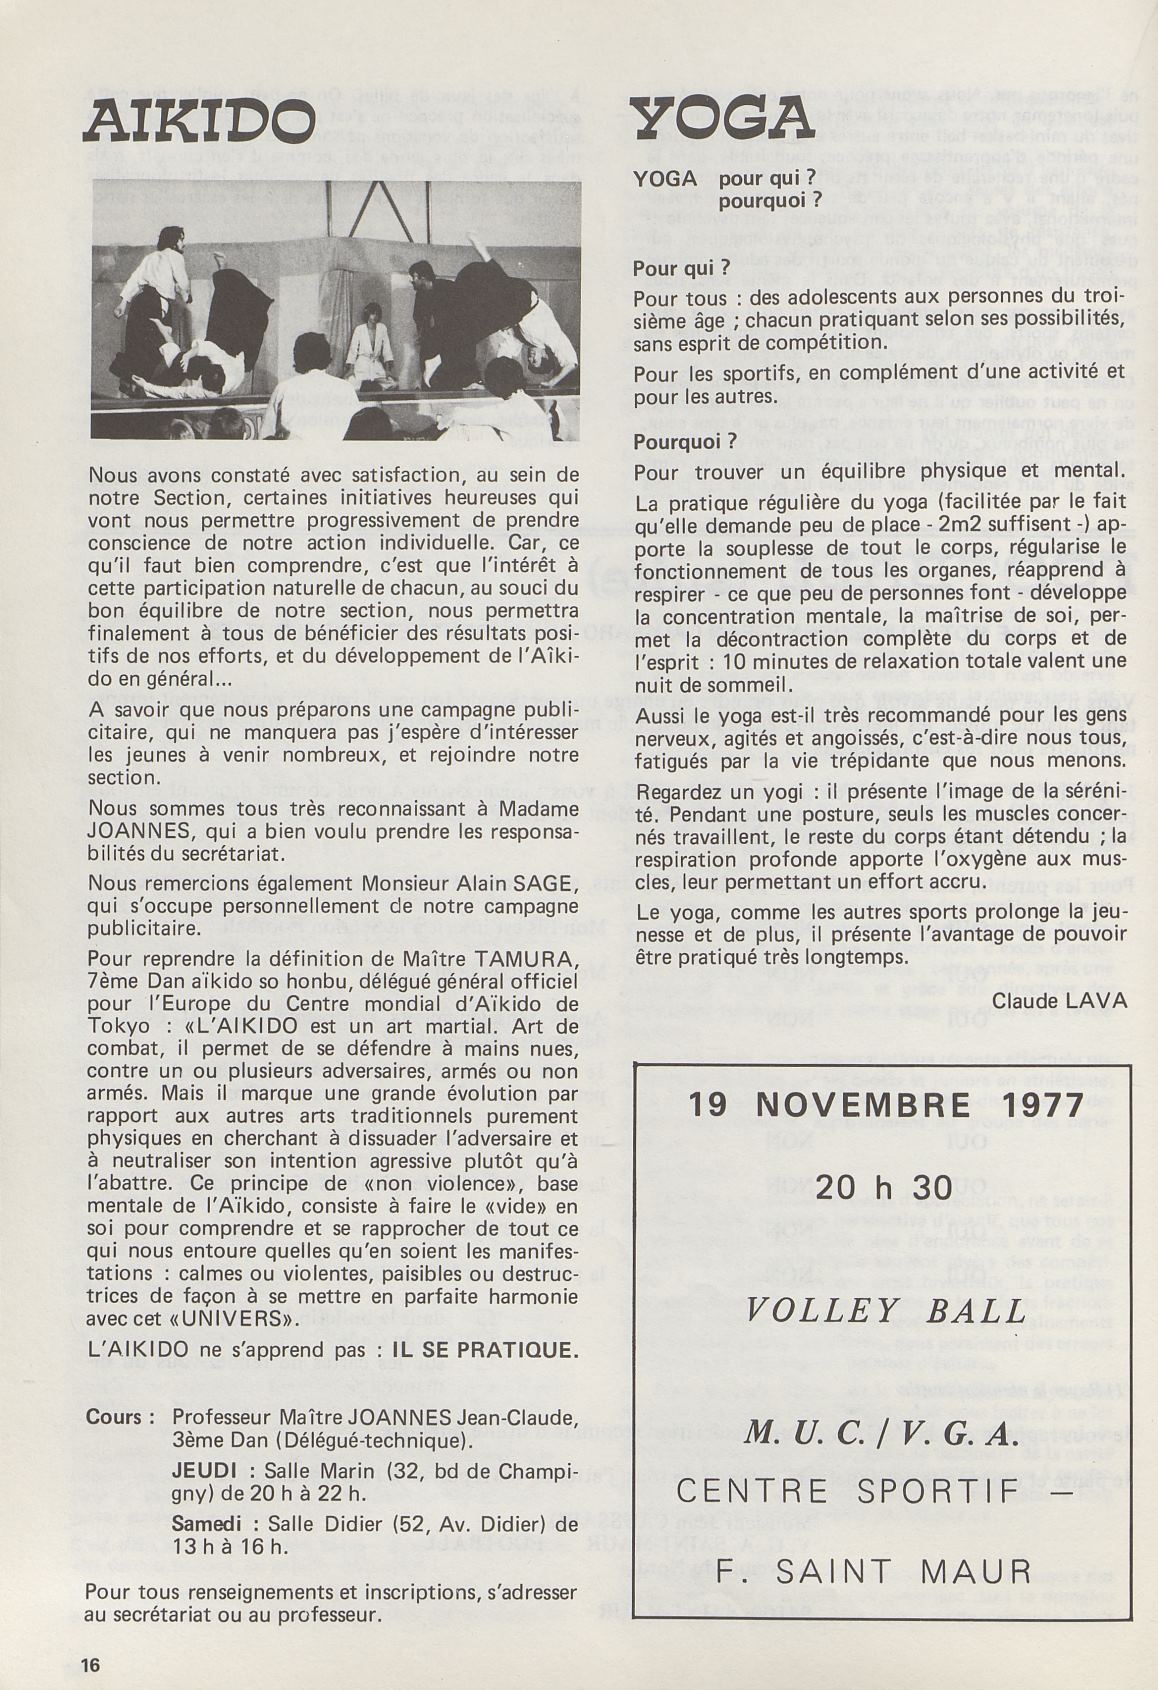 AIKIDO
Nous avons constaté avec satisfaction, au sein de
notre Section, certaines initiatives heureuses qui
vont nous permettre progressivement de prendre
conscience de notre action individuelle. Car, ce
qu'il faut bien comprendre, c'est que l'intérêt à
cette participation naturelle de chacun, au souci du
bon équilibre de notre section, nous permettra
finalement à tous de bénéficier des résultats posi-
tifs de nos efforts, et du développement de l'Aîki-
do en général...
A savoir que nous préparons une campagne publi-
citaire, qui ne manquera pas j'espère d'intéresser
les jeunes à venir nombreux, et rejoindre notre
section.
Nous sommes tous très reconnaissant à Madame
JOANNES, qui a bien voulu prendre les responsa-
bilités du secrétariat.
Nous remercions également Monsieur Alain SAGE,
qui s'occupe personnellement de notre campagne
publicitaire.
Pour reprendre la définition de Maître TAMURA,
7ème Dan aïkido so honbu, délégué général officiel
pour l'Europe du Centre mondial d'Aïkido de
Tokyo : «L'AIKIDO est un art martial. Art de
combat, il permet de se défendre à mains nues,
contre un ou plusieurs adversaires, armés ou non
armés. Mais il marque une grande évolution par
rapport aux autres arts traditionnels purement
physiques en cherchant à dissuader l'adversaire et
à neutraliser son intention agressive plutôt qu'à
l'abattre. Ce principe de «non violence», base
mentale de l'Aïkido, consiste à faire le «vide» en
soi pour comprendre et se rapprocher de tout ce
qui nous entoure quelles qu'en soient les manifes-
tations : calmes ou violentes, paisibles ou destruc-
trices de façon à se mettre en parfaite harmonie
avec cet «UNIVERS».
L'AIKIDO ne s'apprend pas : IL SE PRATIQUE.
Cours : Professeur Maître JOANNES Jean-Claude,
3ème Dan (Délégué-technique).
JEUDI : Salle Marin (32, bd de Champi-
gny) de 20 h à 22 h.
Samedi : Salle Didier (52, Av. Didier) de
13 h à 16 h.
Pour tous renseignements et inscriptions, s'adresser
au secrétariat ou au professeur.
16
YOGA
YOGA pour qui ?
pourquoi ?
Pour qui ?
Pour tous : des adolescents aux personnes du troi-
sième âge ; chacun pratiquant selon ses possibilités,
sans esprit de compétition.
Pour les sportifs, en complément d'une activité et
pour les autres.
Pourquoi ?
Pour trouver un équilibre physique et mental.
La pratique régulière du yoga (facilitée par le fait
qu'elle demande peu de place - 2m2 suffisent -) ap-
porte la souplesse de tout le corps, régularise le
fonctionnement de tous les organes, réapprend à
respirer - ce que peu de personnes font - développe
la concentration mentale, la maîtrise de soi, per-
met la décontraction complète du corps et de
l'esprit : 10 minutes de relaxation totale valent une
nuit de sommeil.
Aussi le yoga est-il très recommandé pour les gens
nerveux, agités et angoissés, c'est-à-dire nous tous,
fatigués par la vie trépidante que nous menons.
Regardez un yogi : il présente l'image de la séréni-
té. Pendant une posture, seuls les muscles concer-
nés travaillent, le reste du corps étant détendu ; la
respiration profonde apporte l'oxygène aux mus-
cles, leur permettant un effort accru.
Le yoga, comme les autres sports prolonge la jeu-
nesse et de plus, il présente l'avantage de pouvoir
être pratiqué très longtemps.
Claude LAVA
19 NOVEMBRE 1977
20 h 30
VOLLEY BALL
M. U. C. / V. G. A.
CENTRE SPORTIF –
F. SAINT MAUR